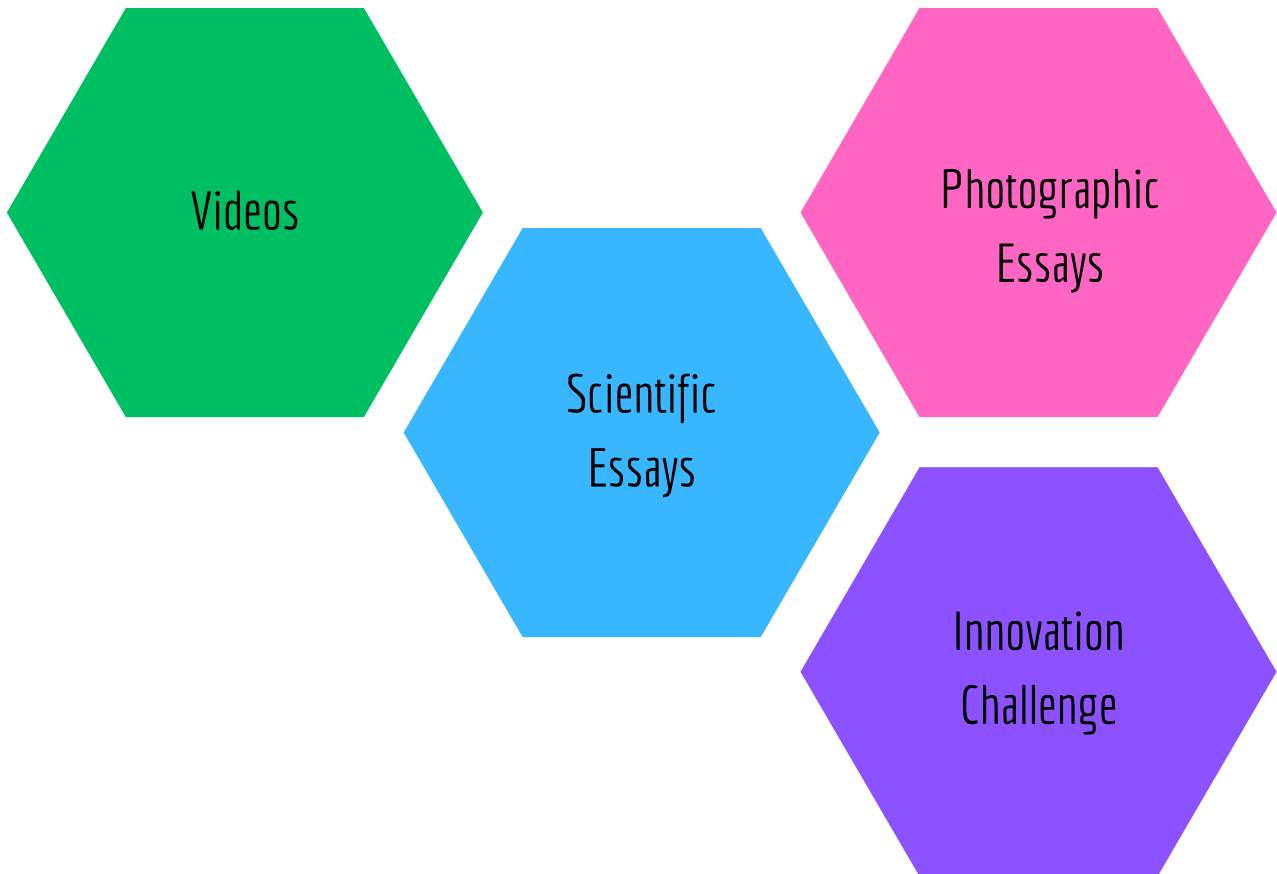 Videos
Scientific
Essays
Photographic
Essays
Innovation
Challenge